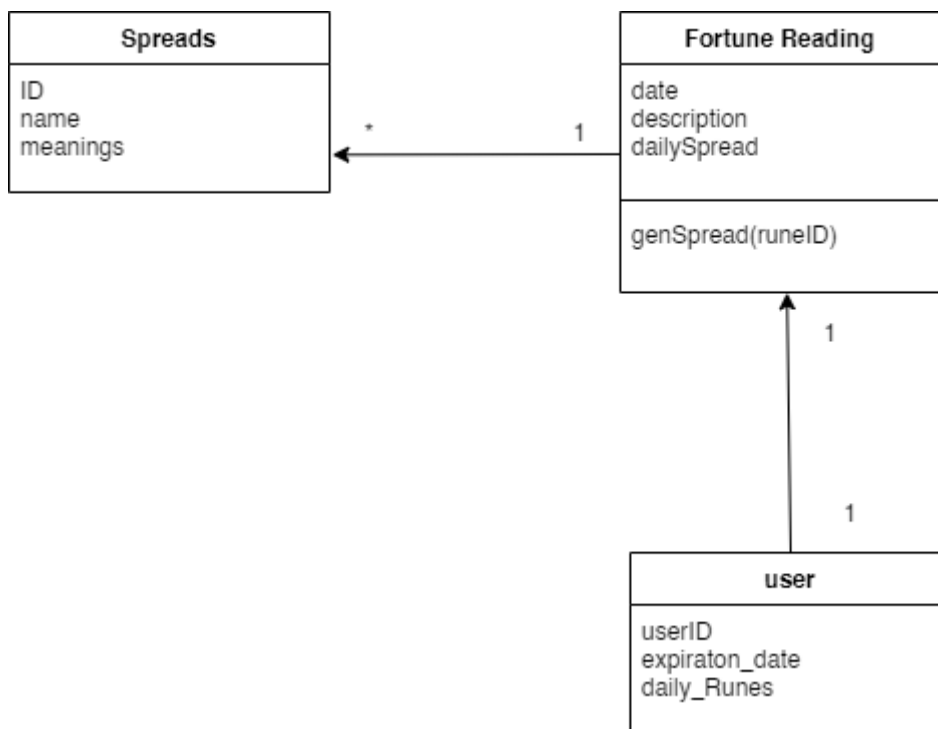 Spreads
ID
name
meanings
*
1
Fortune Reading
date
description
dailySpread
genSpread(runeID)
1
1
user
userID
expiraton_date
daily_Runes